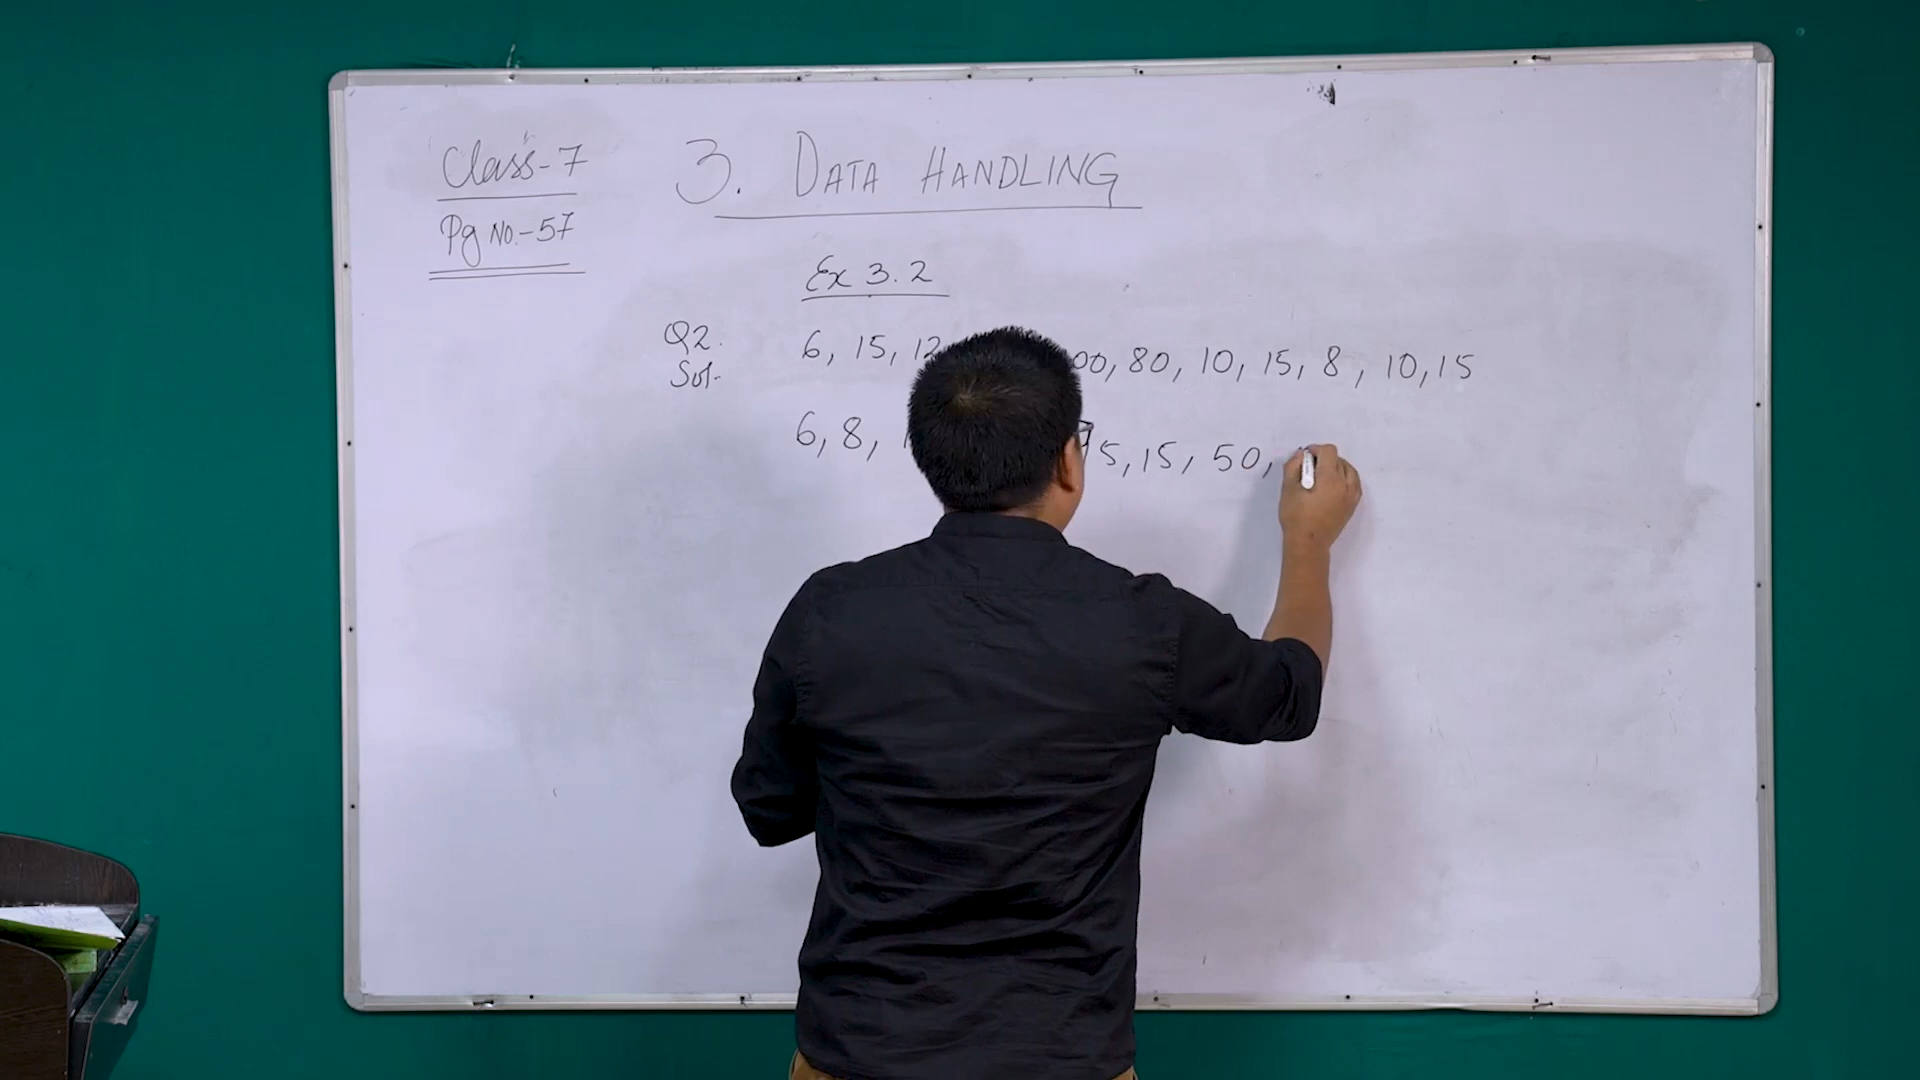 Class-7
3. DATA HANDLING
Pg No.-57
Ex 3.2
Q2. 6, 15, 12 00, 80, 10, 15, 8, 10, 15
Sol-
6, 8, 5, 15, 50,